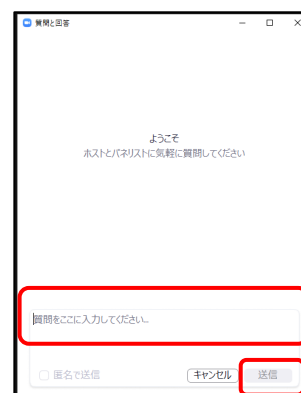 質問と回答
ようこそ
ホストとパネリストに気軽に質問してください
質問をここに入力してください...
匿名で送信
キャンセル
送信